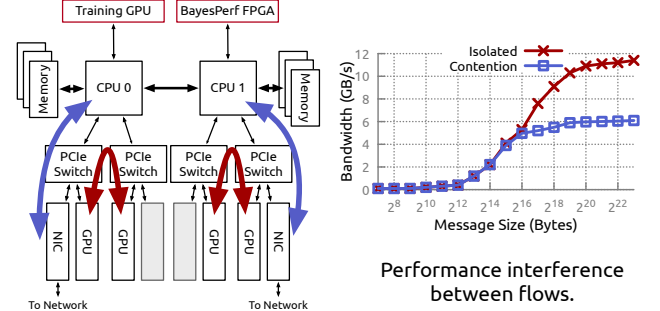 Training GPU
BayesPerf FPGA
Memory
CPU 0
CPU 1
Memory
PCIe
Switch
PCIe
Switch
PCIe
Switch
PCIe
Switch
NIC
GPU
GPU
GPU
GPU
NIC
To Network
To Network
Isolated
Contention
Bandwidth (GB/s)
12
10
8
6
4
2
0
2^8 2^10 2^12 2^14 2^16 2^18 2^20 2^22
Message Size (Bytes)
Performance interference
between flows.